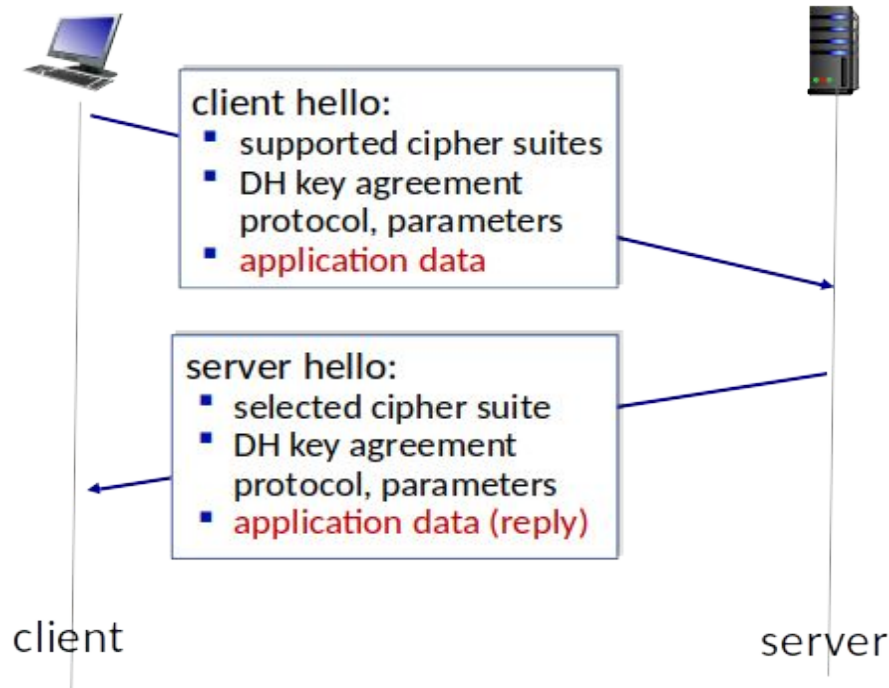 client hello:
▪ supported cipher suites
▪ DH key agreement
protocol, parameters
▪ application data
server hello:
▪ selected cipher suite
▪ DH key agreement
protocol, parameters
▪ application data (reply)
client
server